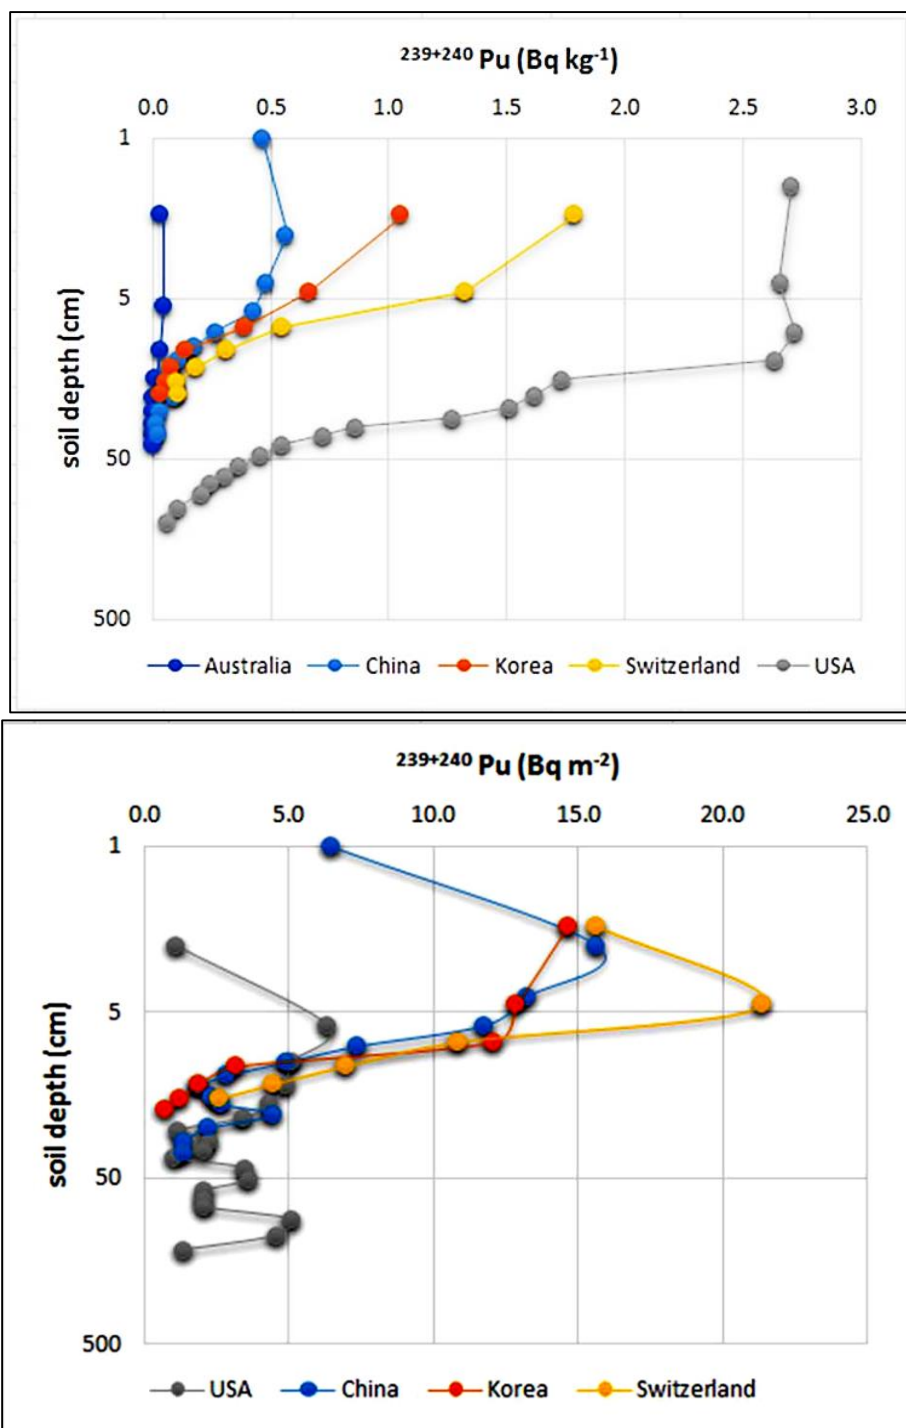 239+240 Pu (Bq kg-1)
0.0 0.5 1.0 1.5 2.0 2.5 3.0
1
5
50
500
soil depth (cm)
Australia China Korea Switzerland USA
239+240 Pu (Bq m-2)
0.0 5.0 10.0 15.0 20.0 25.0
1
5
50
500
soil depth (cm)
USA China Korea Switzerland